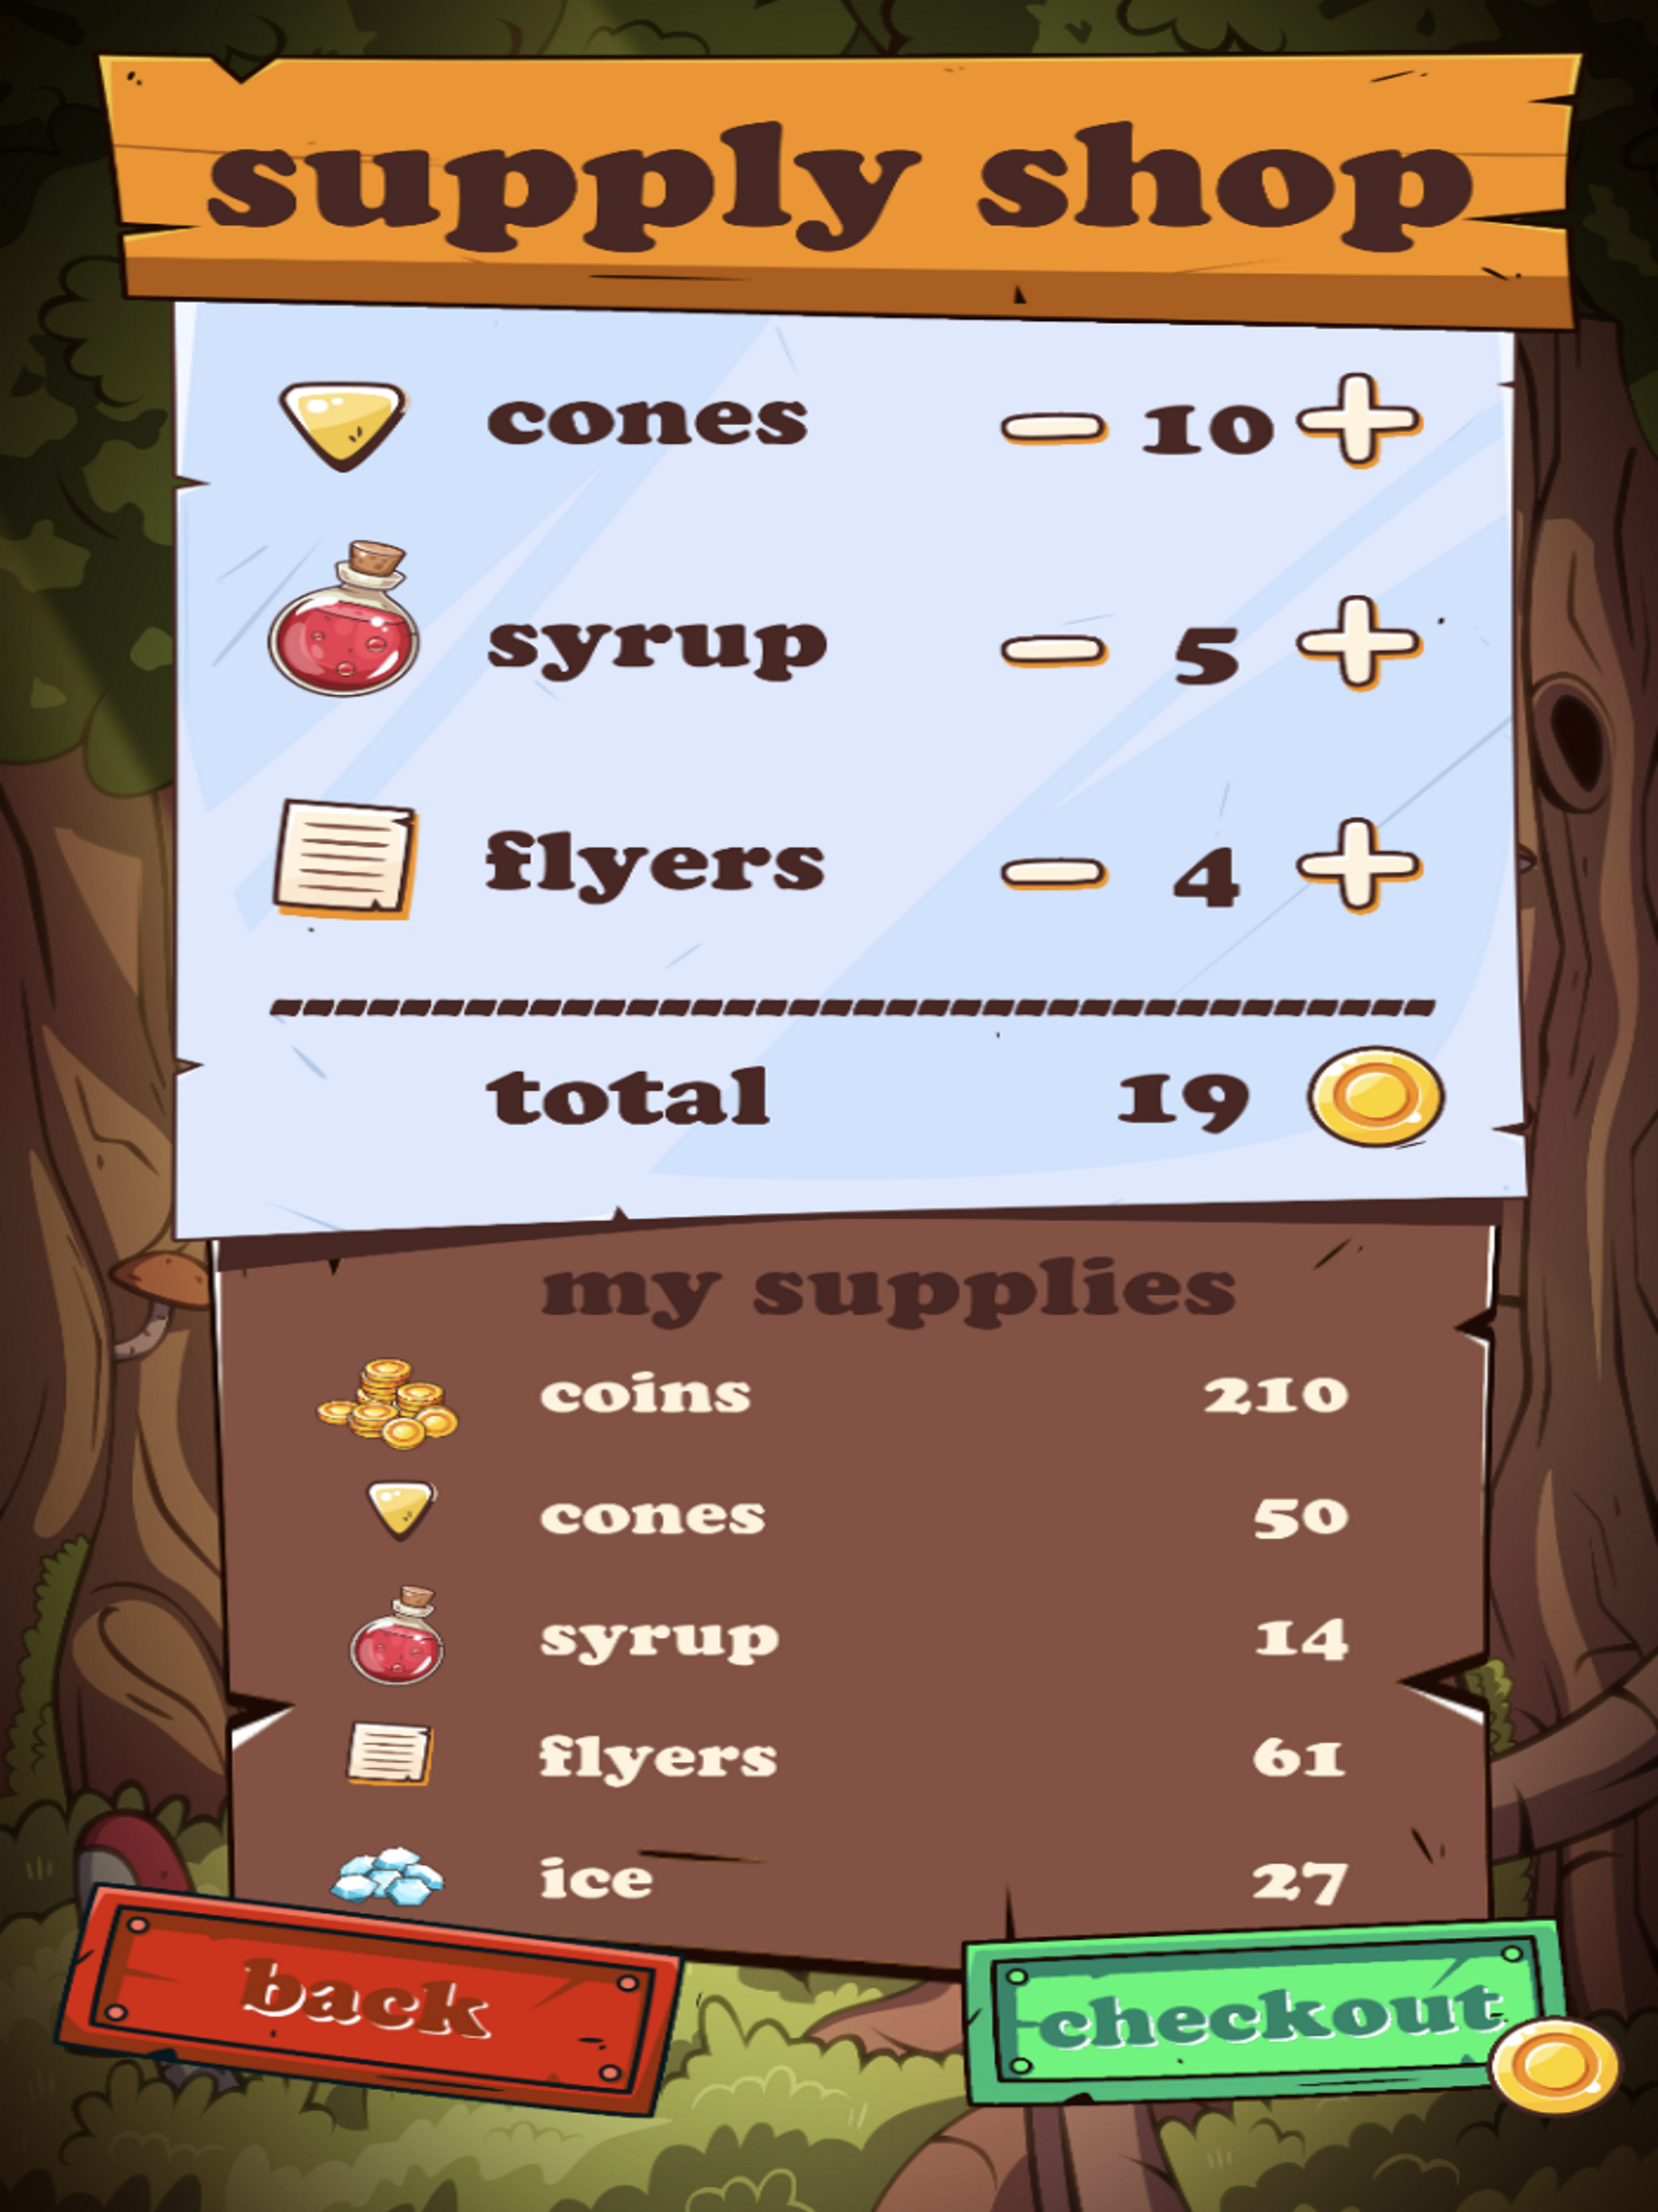 supply shop
cones - 10 +
syrup - 5 +
flyers - 4 +
total 19
my supplies
coins 210
cones 50
syrup 14
flyers 61
ice 27
back
checkout